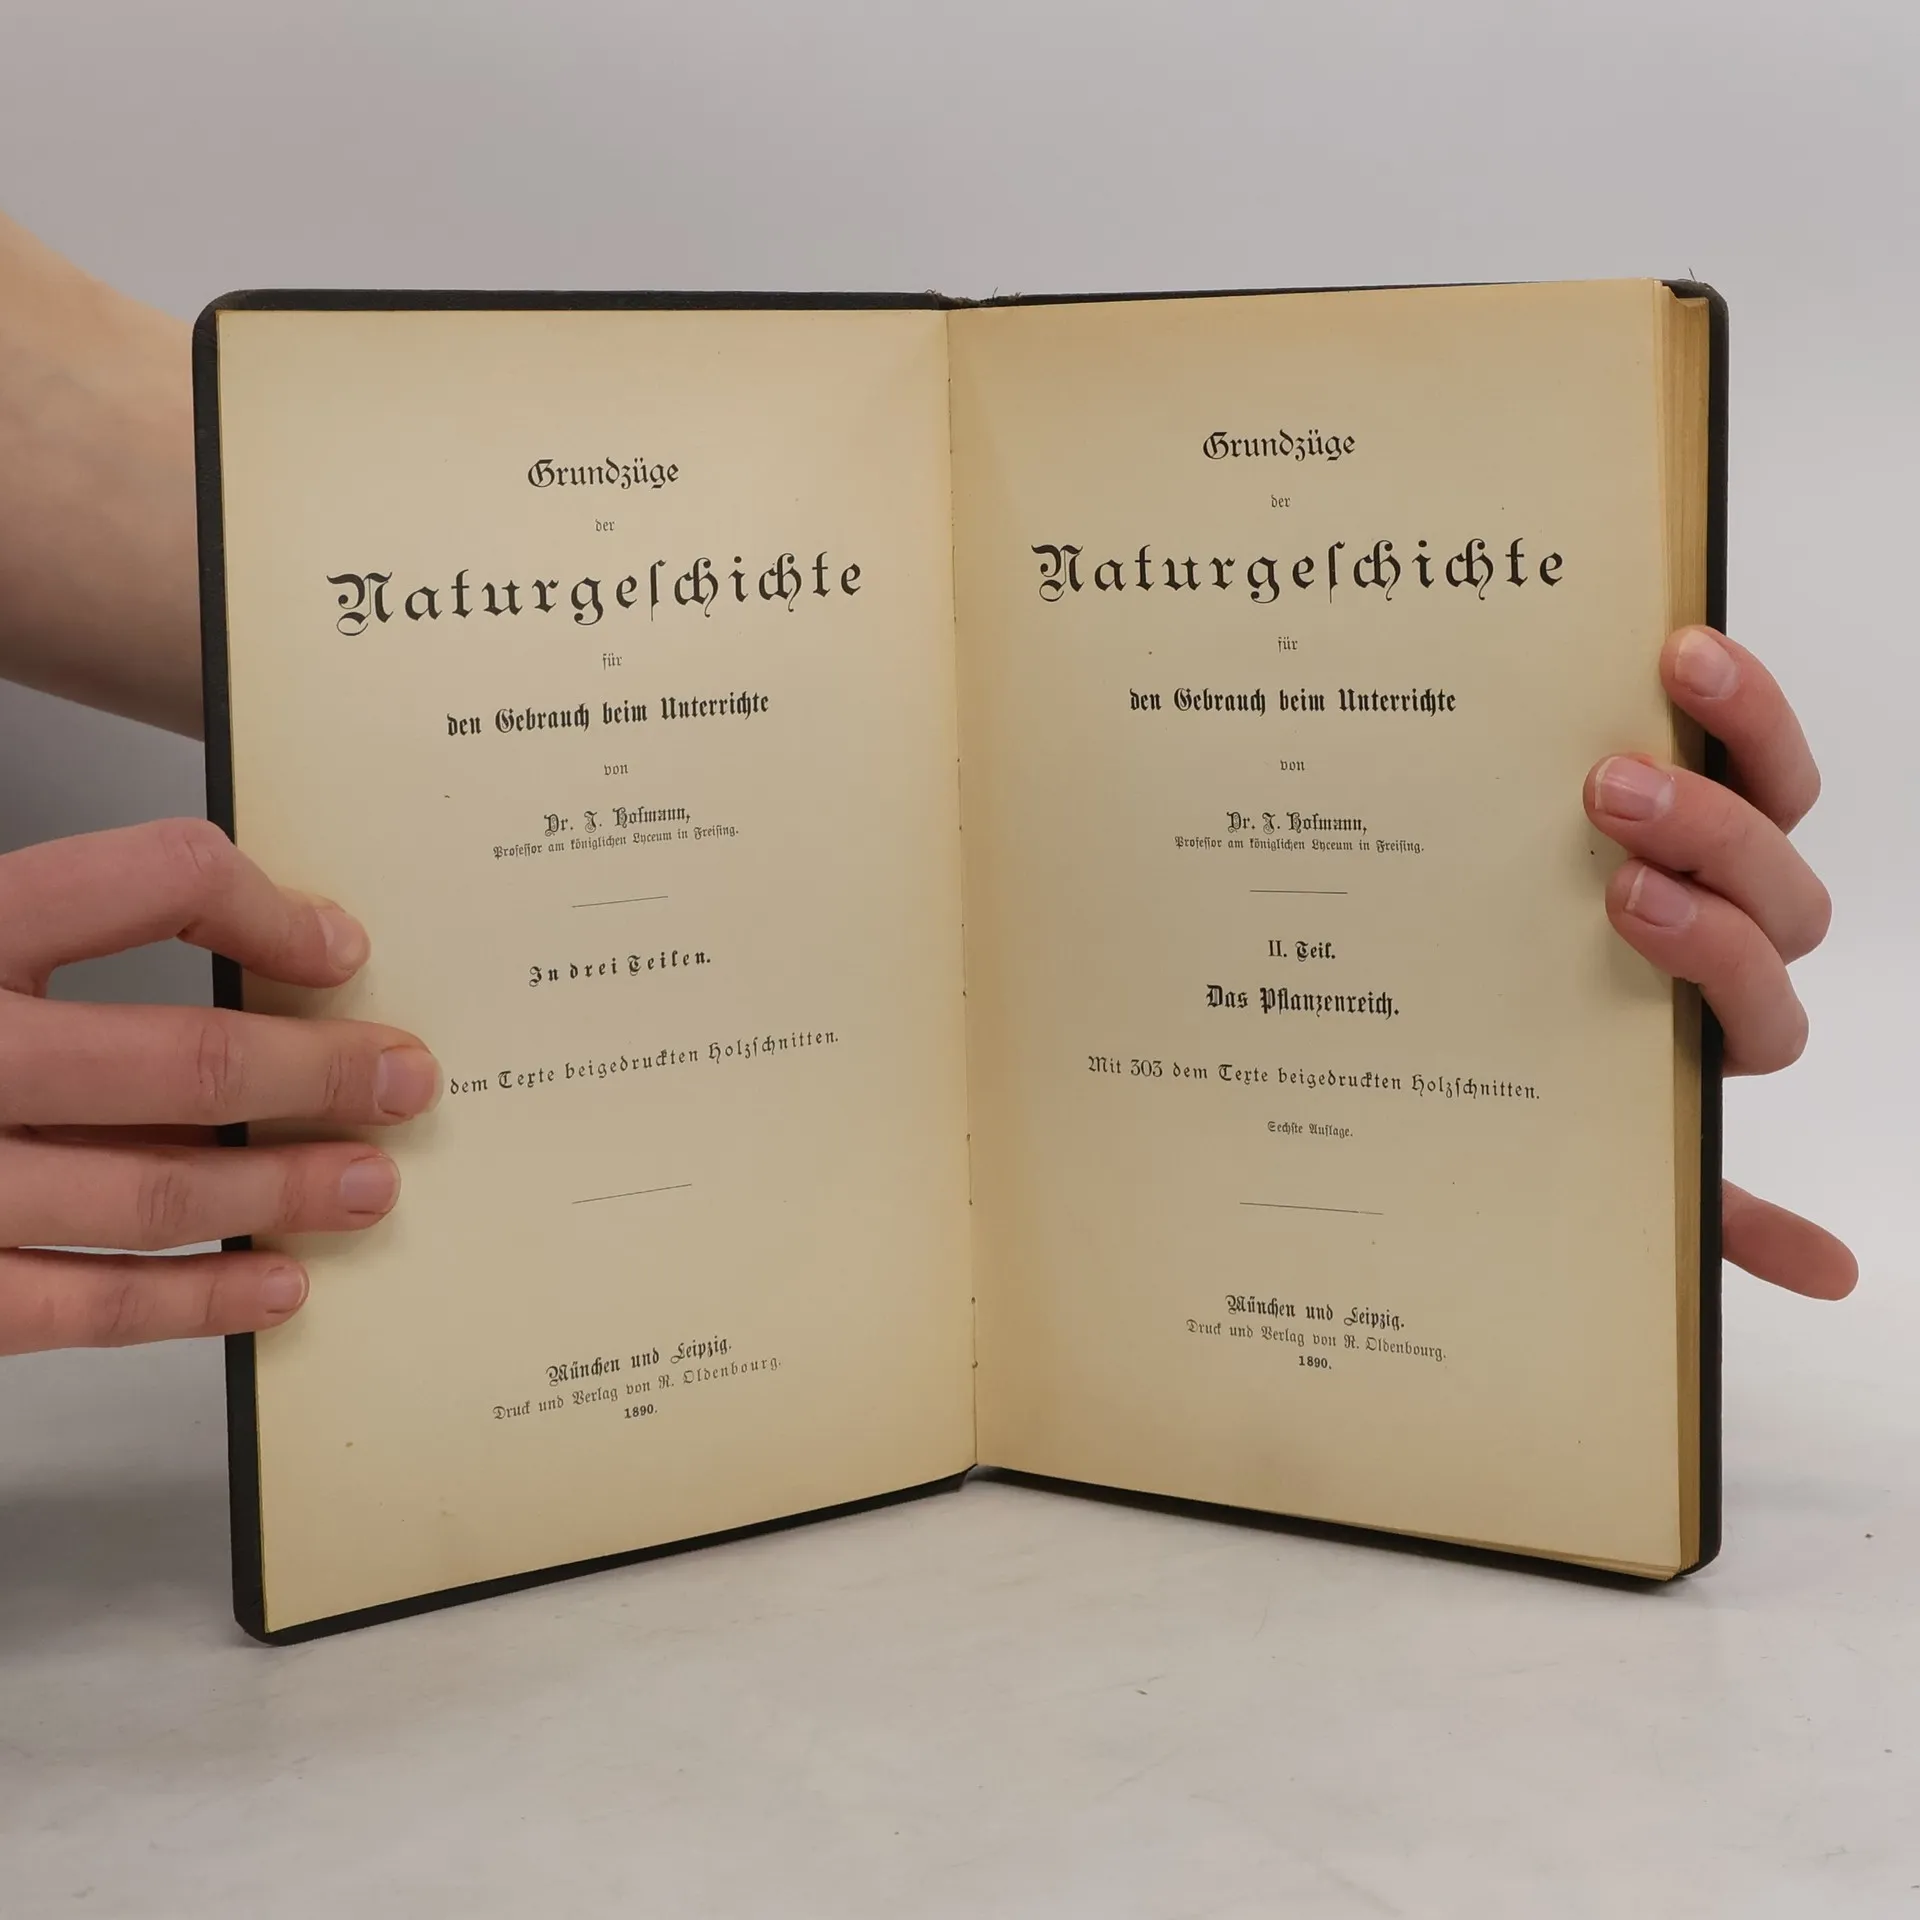 Grundzüge
der
Naturgeſchichte
für
den Gebrauch beim Unterrichte
von
Dr. J. Hofmann,
Profeſſor am königlichen Lyceum in Freiſing.
In drei Teilen.
dem Texte beigedruckten Holzſchnitten.
München und Leipzig.
Druck und Verlag von R. Oldenbourg.
1890.
Grundzüge
der
Naturgeſchichte
für
den Gebrauch beim Unterrichte
von
Dr. J. Hofmann,
Profeſſor am königlichen Lyceum in Freiſing.
II. Teil.
Das Pflanzenreich.
Mit 303 dem Texte beigedruckten Holzſchnitten.
Sechſte Auflage.
München und Leipzig.
Druck und Verlag von R. Oldenbourg.
1890.